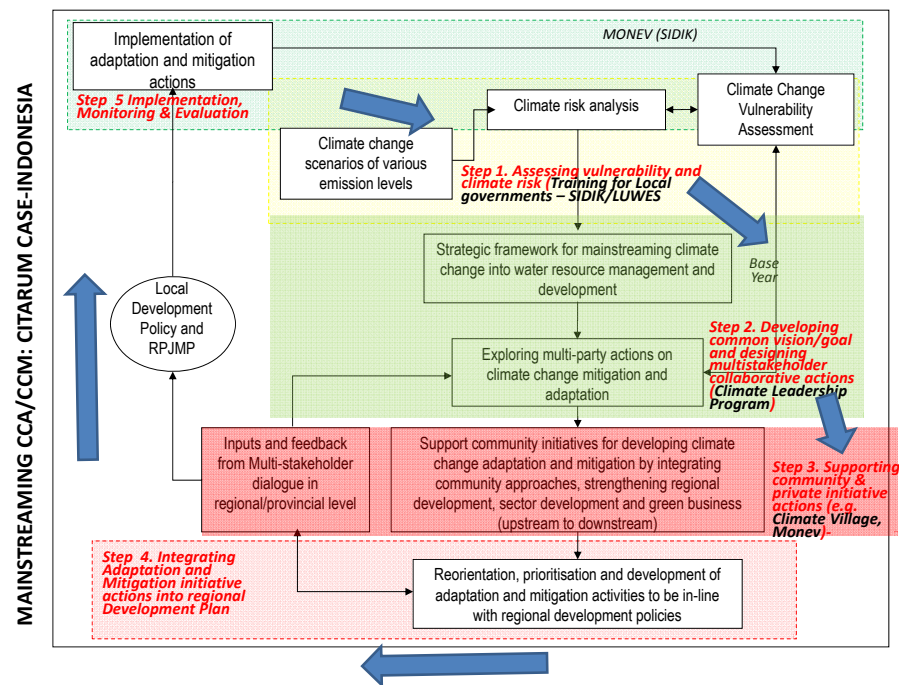 MAINSTREAMING CCA/CCM: CITARUM CASE-INDONESIA
Implementation of
adaptation and mitigation
actions
MONEV (SIDIK)
Step 5 Implementation,
Monitoring & Evaluation
Climate risk analysis
Climate Change
Vulnerability
Assessment
Climate change
scenarios of various
emission levels
Step 1. Assessing vulnerability and
climate risk (Training for Local
governments – SIDIK/LUWES
Strategic framework for mainstreaming climate
change into water resource management and
development
Base
Year
Local
Development
Policy and
RPJMP
Step 2. Developing
common vision/goal
and designing
multistakeholder
collaborative actions
(Climate Leadership
Program)
Exploring multi-party actions on
climate change mitigation and
adaptation
Inputs and feedback
from Multi-stakeholder
dialogue in
regional/provincial level
Support community initiatives for developing climate
change adaptation and mitigation by integrating
community approaches, strengthening regional
development, sector development and green business
(upstream to downstream)
Step 3. Supporting
community &
private initiative
actions (e.g.
Climate Village,
Monev)-
Step 4. Integrating
Adaptation and
Mitigation initiative
actions into regional
Development Plan
Reorientation, prioritisation and development of
adaptation and mitigation activities to be in-line
with regional development policies